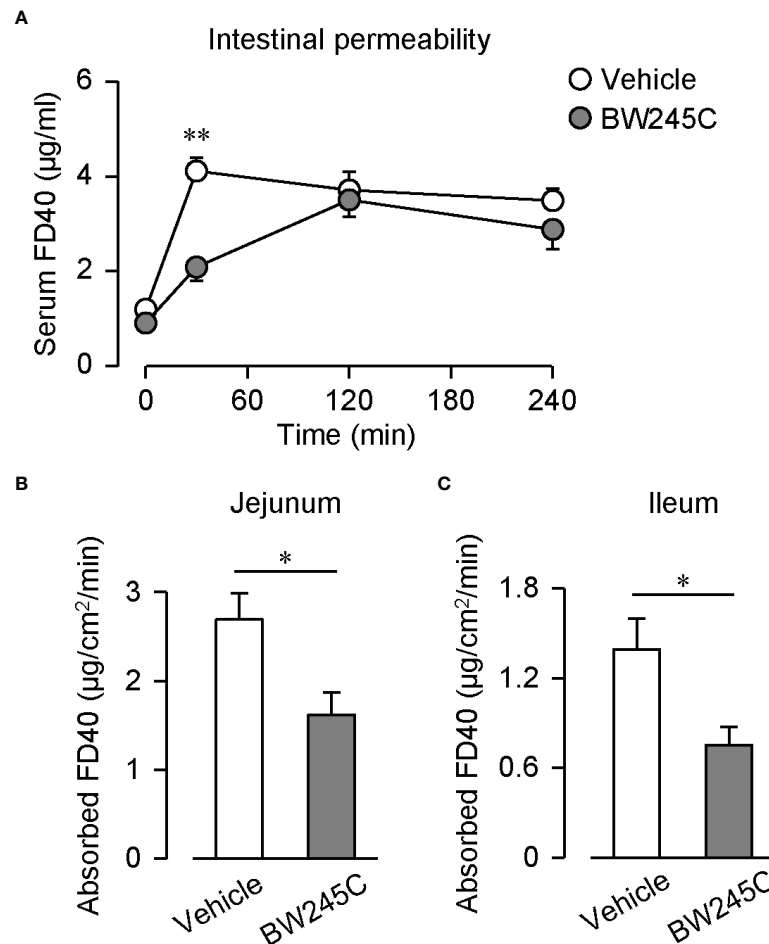 A
Intestinal permeability
Vehicle
BW245C
Serum FD40 (µg/ml)
6
4
2
0
**
0 60 120 180 240
Time (min)
B
Jejunum
Absorbed FD40 (µg/cm²/min)
3
2
1
0
*
Vehicle BW245C
C
Ileum
Absorbed FD40 (µg/cm²/min)
1.8
1.2
0.6
0
*
Vehicle BW245C